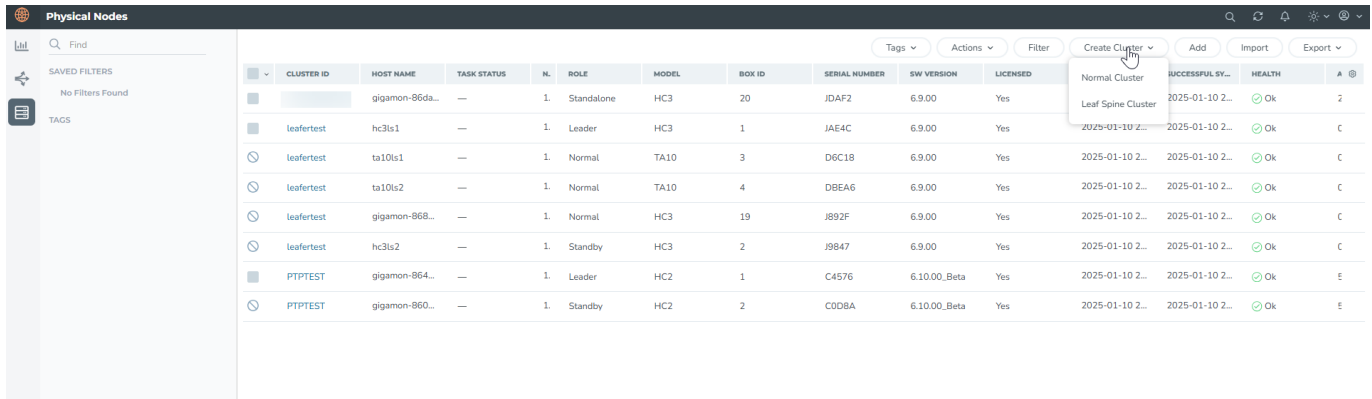 Physical Nodes
Find
SAVED FILTERS
No Filters Found
TAGS
Tags Actions Filter Create Cluster Add Import Export
Normal Cluster
Leaf Spine Cluster
CLUSTER ID HOST NAME TASK STATUS N. ROLE MODEL BOX ID SERIAL NUMBER SW VERSION LICENSED SUCCESSFUL SY... HEALTH
gigamon-86da... — 1. Standalone HC3 20 JDAF2 6.9.00 Yes 2025-01-10 2... Ok
leafertest hc3ls1 — 1. Leader HC3 1 JAE4C 6.9.00 Yes 2025-01-10 2... 2025-01-10 2... Ok
leafertest ta10ls1 — 1. Normal TA10 3 D6C18 6.9.00 Yes 2025-01-10 2... 2025-01-10 2... Ok
leafertest ta10ls2 — 1. Normal TA10 4 DBEA6 6.9.00 Yes 2025-01-10 2... 2025-01-10 2... Ok
leafertest gigamon-868... — 1. Normal HC3 19 J892F 6.9.00 Yes 2025-01-10 2... 2025-01-10 2... Ok
leafertest hc3ls2 — 1. Standby HC3 2 J9847 6.9.00 Yes 2025-01-10 2... 2025-01-10 2... Ok
PTPTEST gigamon-864... — 1. Leader HC2 1 C4576 6.10.00_Beta Yes 2025-01-10 2... 2025-01-10 2... Ok
PTPTEST gigamon-860... — 1. Standby HC2 2 C0D8A 6.10.00_Beta Yes 2025-01-10 2... 2025-01-10 2... Ok